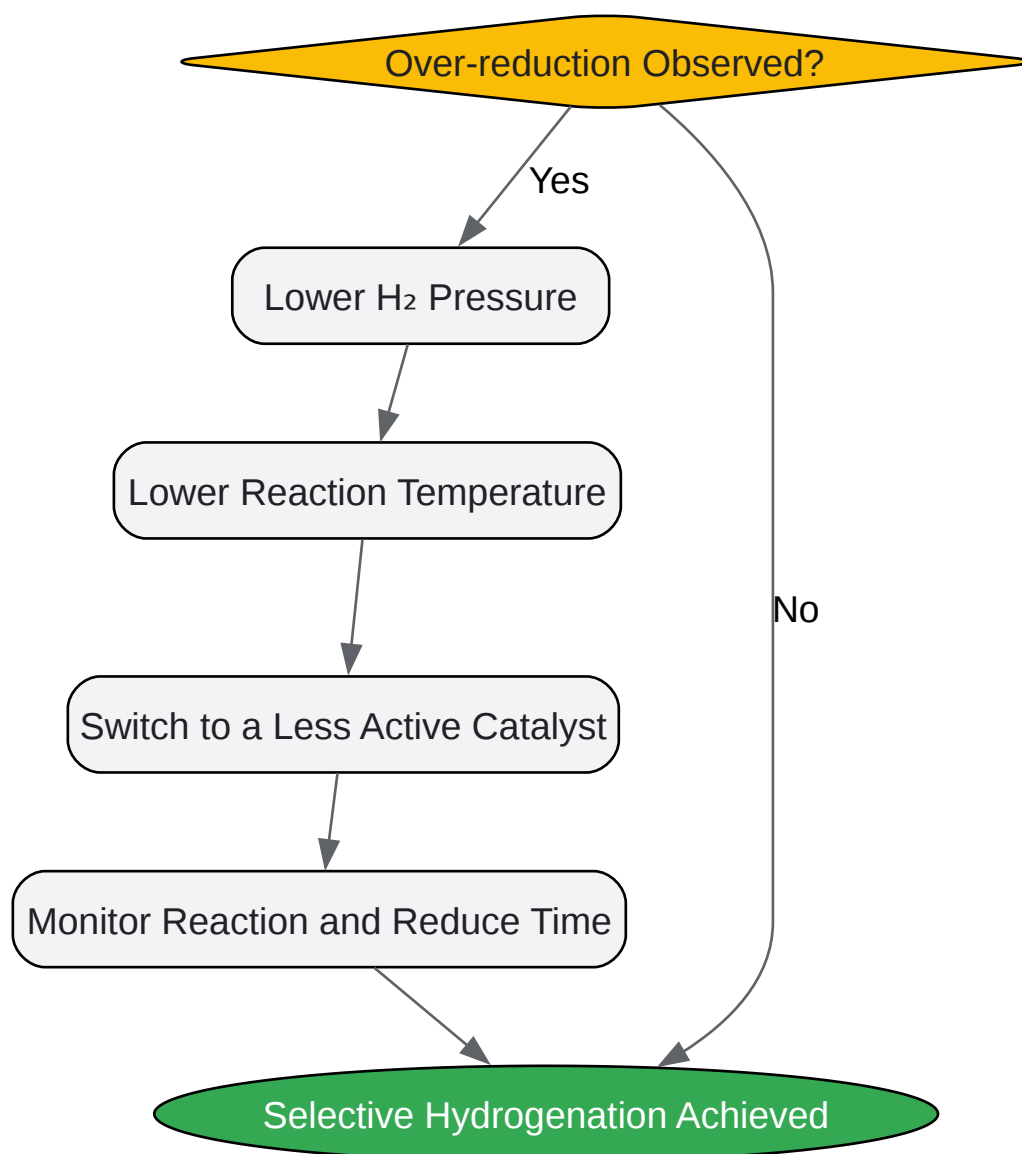 Over-reduction Observed?
Yes
Lower H₂ Pressure
Lower Reaction Temperature
No
Switch to a Less Active Catalyst
Monitor Reaction and Reduce Time
Selective Hydrogenation Achieved